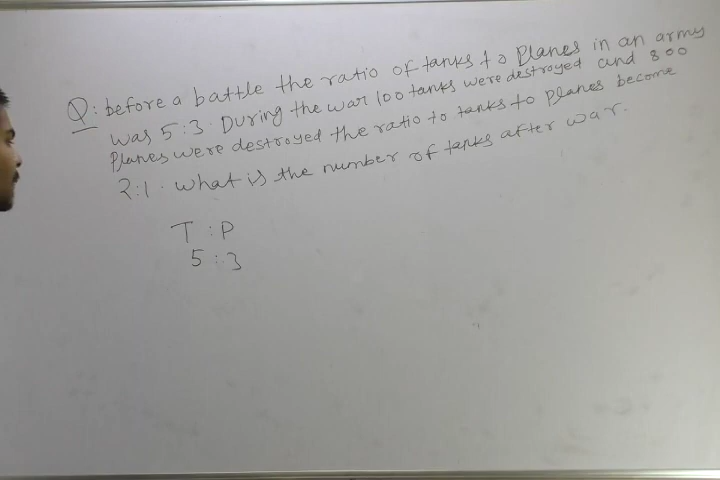 Q: before a battle the ratio of tanks to Planes in an army
was 5:3. During the war 100 tanks were destroyed and 800
Planes were destroyed the ratio to tanks to planes become
2:1. what is the number of tanks after war.
T : P
5 : 3